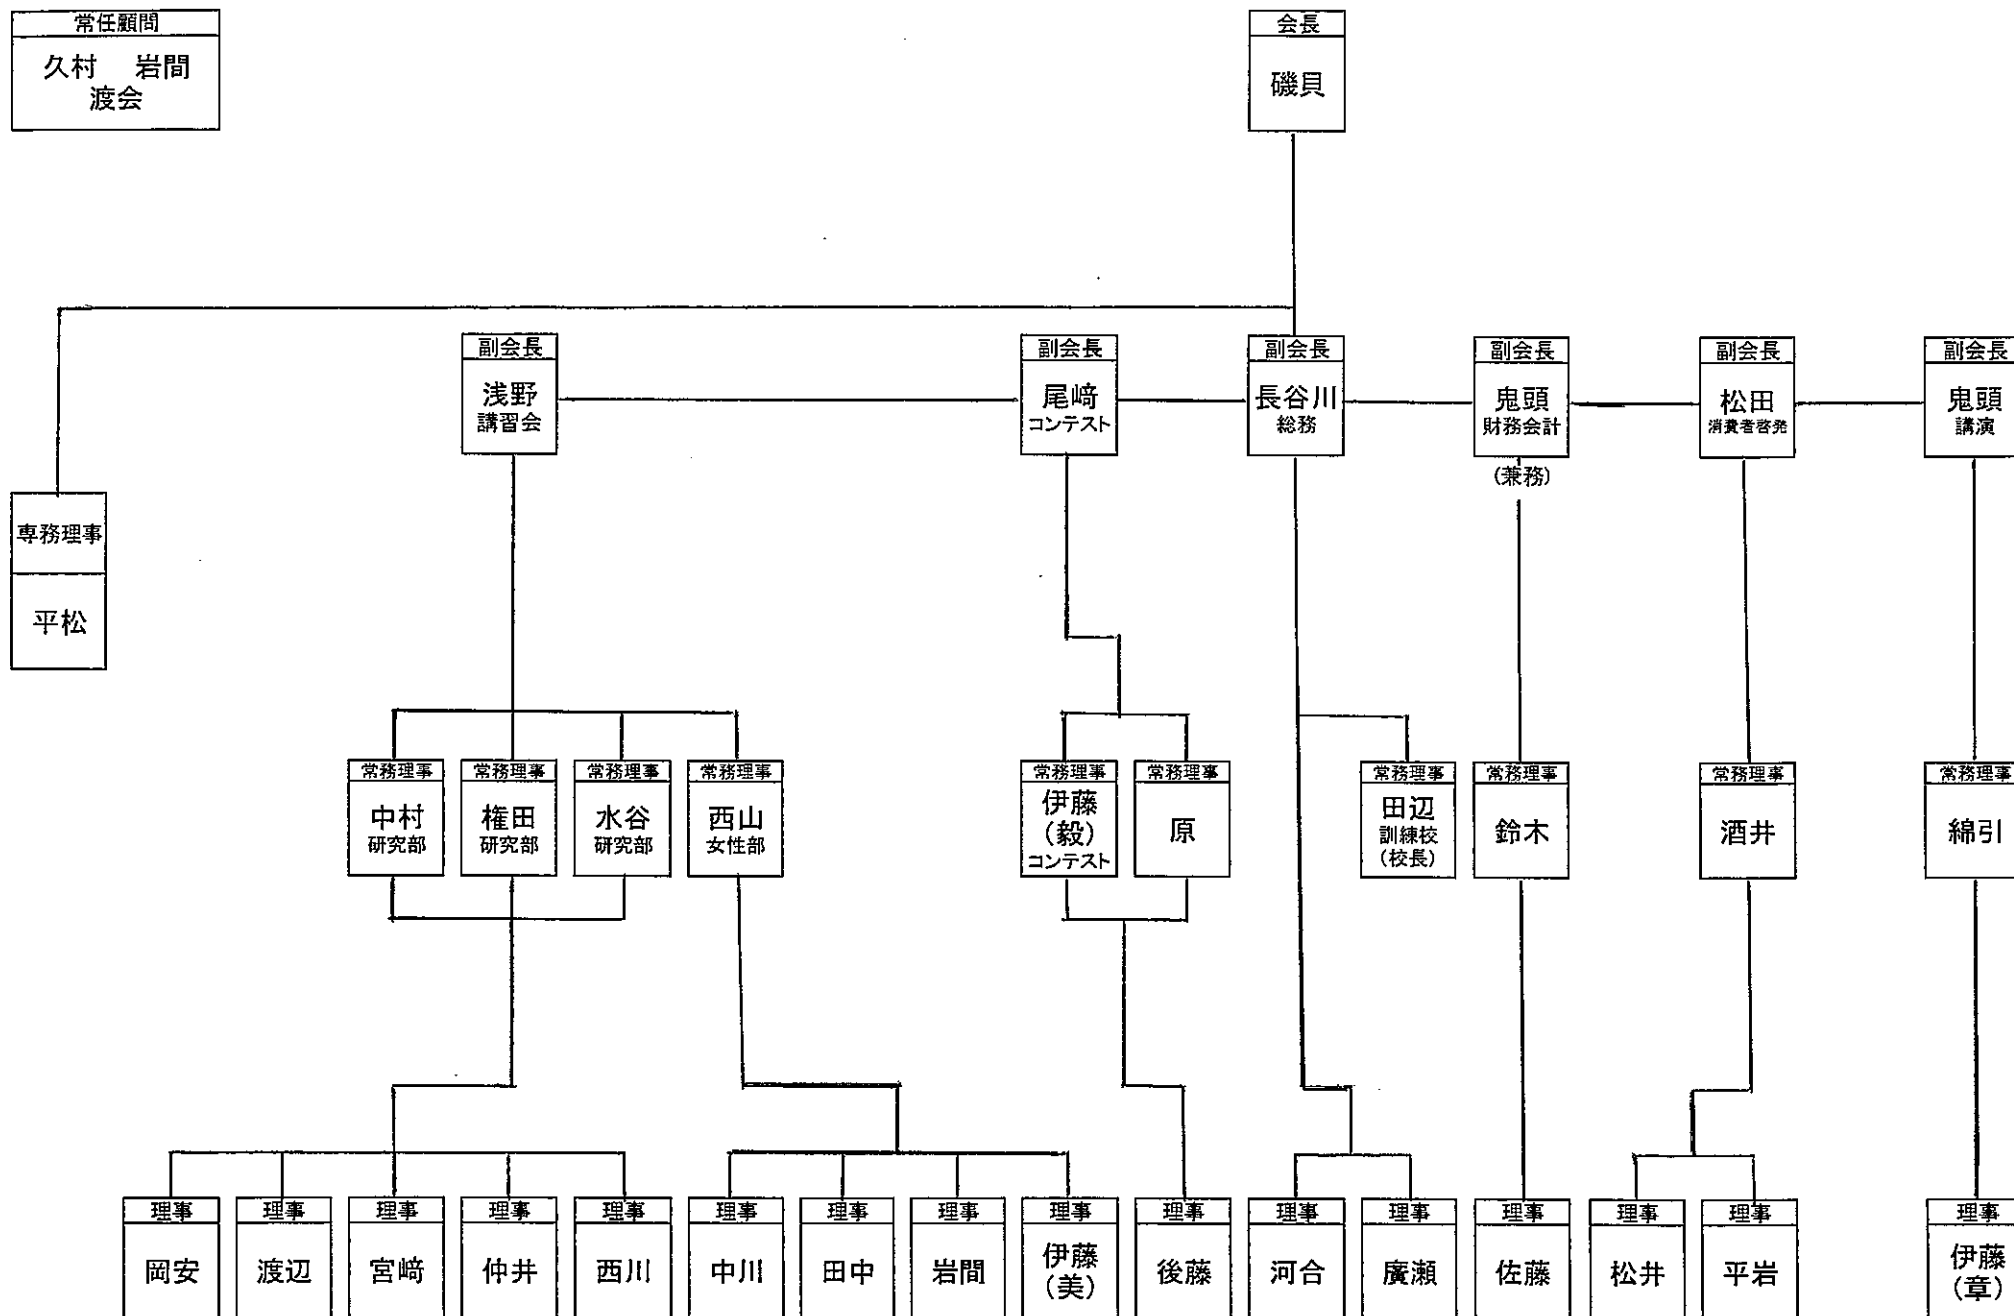 常任顧問
久村 岩間
渡会
会長
磯貝
副会長
浅野
講習会
副会長
尾﨑
コンテスト
副会長
長谷川
総務
副会長
鬼頭
財務会計
(兼務)
副会長
松田
消費者啓発
副会長
鬼頭
講演
専務理事
平松
常務理事
中村
研究部
常務理事
権田
研究部
常務理事
水谷
研究部
常務理事
西山
女性部
常務理事
伊藤
(毅)
コンテスト
常務理事
原
常務理事
田辺
訓練校
(校長)
常務理事
鈴木
常務理事
酒井
常務理事
綿引
理事
岡安
理事
渡辺
理事
宮﨑
理事
仲井
理事
西川
理事
中川
理事
田中
理事
岩間
理事
伊藤
(美)
理事
後藤
理事
河合
理事
廣瀬
理事
佐藤
理事
松井
理事
平岩
理事
伊藤
(章)